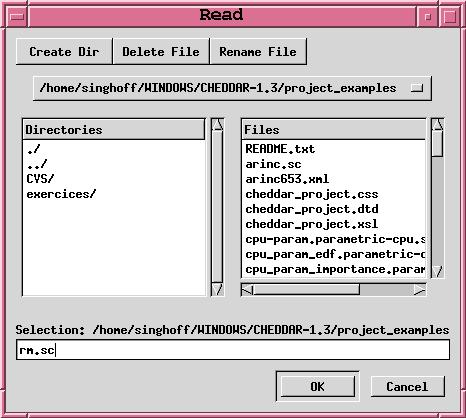 Read
Create Dir Delete File Rename File
/home/singhoff/WINDOWS/CHEDDAR-1.3/project_examples
Directories
./
../
CVS/
exercices/
Files
README.txt
arinc.sc
arinc653.xml
cheddar_project.css
cheddar_project.dtd
cheddar_project.xsl
cpu-param.parametric-cpu.s
cpu_param_edf.parametric-c
cpu_param_importance.param
Selection: /home/singhoff/WINDOWS/CHEDDAR-1.3/project_examples
rm.sc
OK Cancel